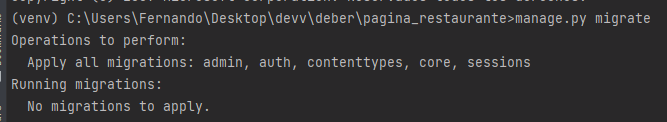 (venv) C:\Users\Fernando\Desktop\devv\deber\pagina_restaurante>manage.py migrate
Operations to perform:
  Apply all migrations: admin, auth, contenttypes, core, sessions
Running migrations:
  No migrations to apply.